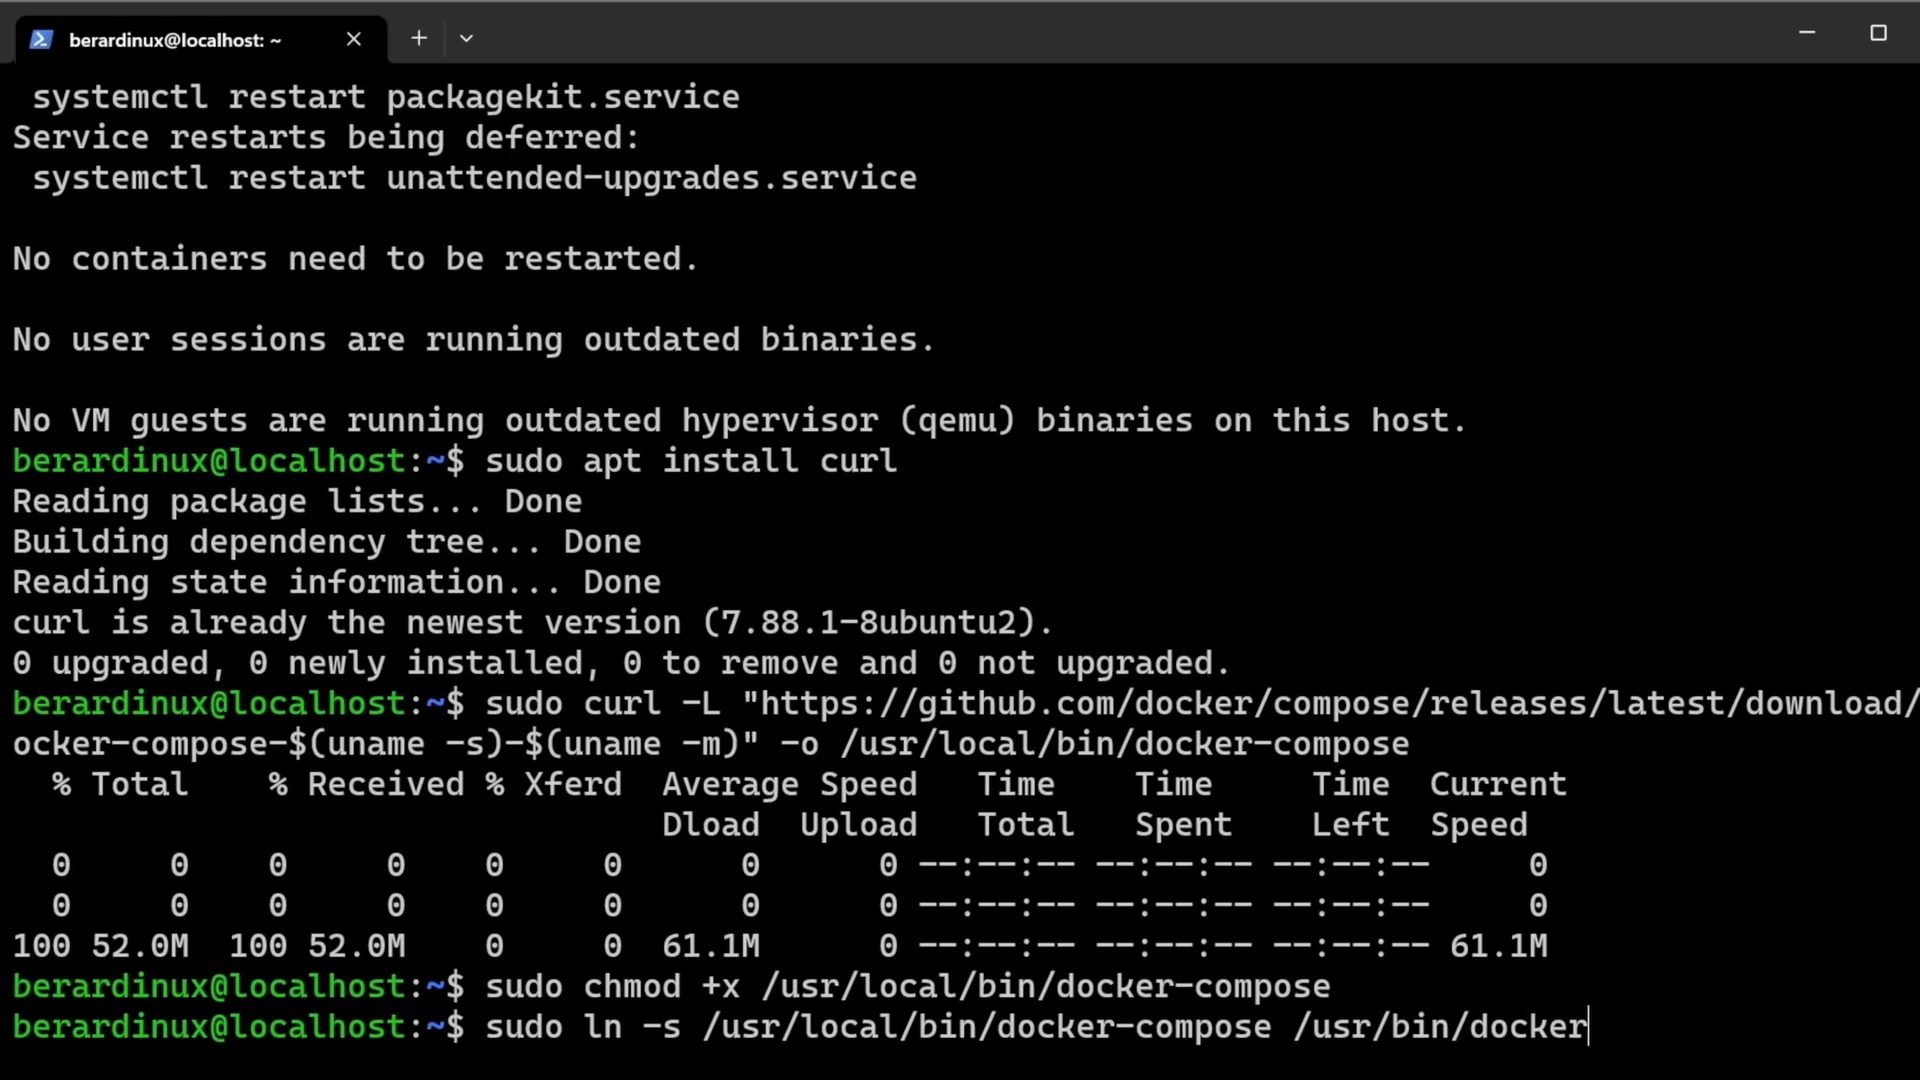 berardinux@localhost: ~
systemctl restart packagekit.service
Service restarts being deferred:
systemctl restart unattended-upgrades.service
No containers need to be restarted.
No user sessions are running outdated binaries.
No VM guests are running outdated hypervisor (qemu) binaries on this host.
berardinux@localhost:~$ sudo apt install curl
Reading package lists... Done
Building dependency tree... Done
Reading state information... Done
curl is already the newest version (7.88.1-8ubuntu2).
0 upgraded, 0 newly installed, 0 to remove and 0 not upgraded.
berardinux@localhost:~$ sudo curl -L "https://github.com/docker/compose/releases/latest/download/
ocker-compose-$(uname -s)-$(uname -m)" -o /usr/local/bin/docker-compose
% Total % Received % Xferd Average Speed Time Time Time Current
Dload Upload Total Spent Left Speed
0 0 0 0 0 0 0 0 --:--:-- --:--:-- --:--:-- 0
0 0 0 0 0 0 0 0 --:--:-- --:--:-- --:--:-- 0
100 52.0M 100 52.0M 0 0 61.1M 0 --:--:-- --:--:-- --:--:-- 61.1M
berardinux@localhost:~$ sudo chmod +x /usr/local/bin/docker-compose
berardinux@localhost:~$ sudo ln -s /usr/local/bin/docker-compose /usr/bin/docker